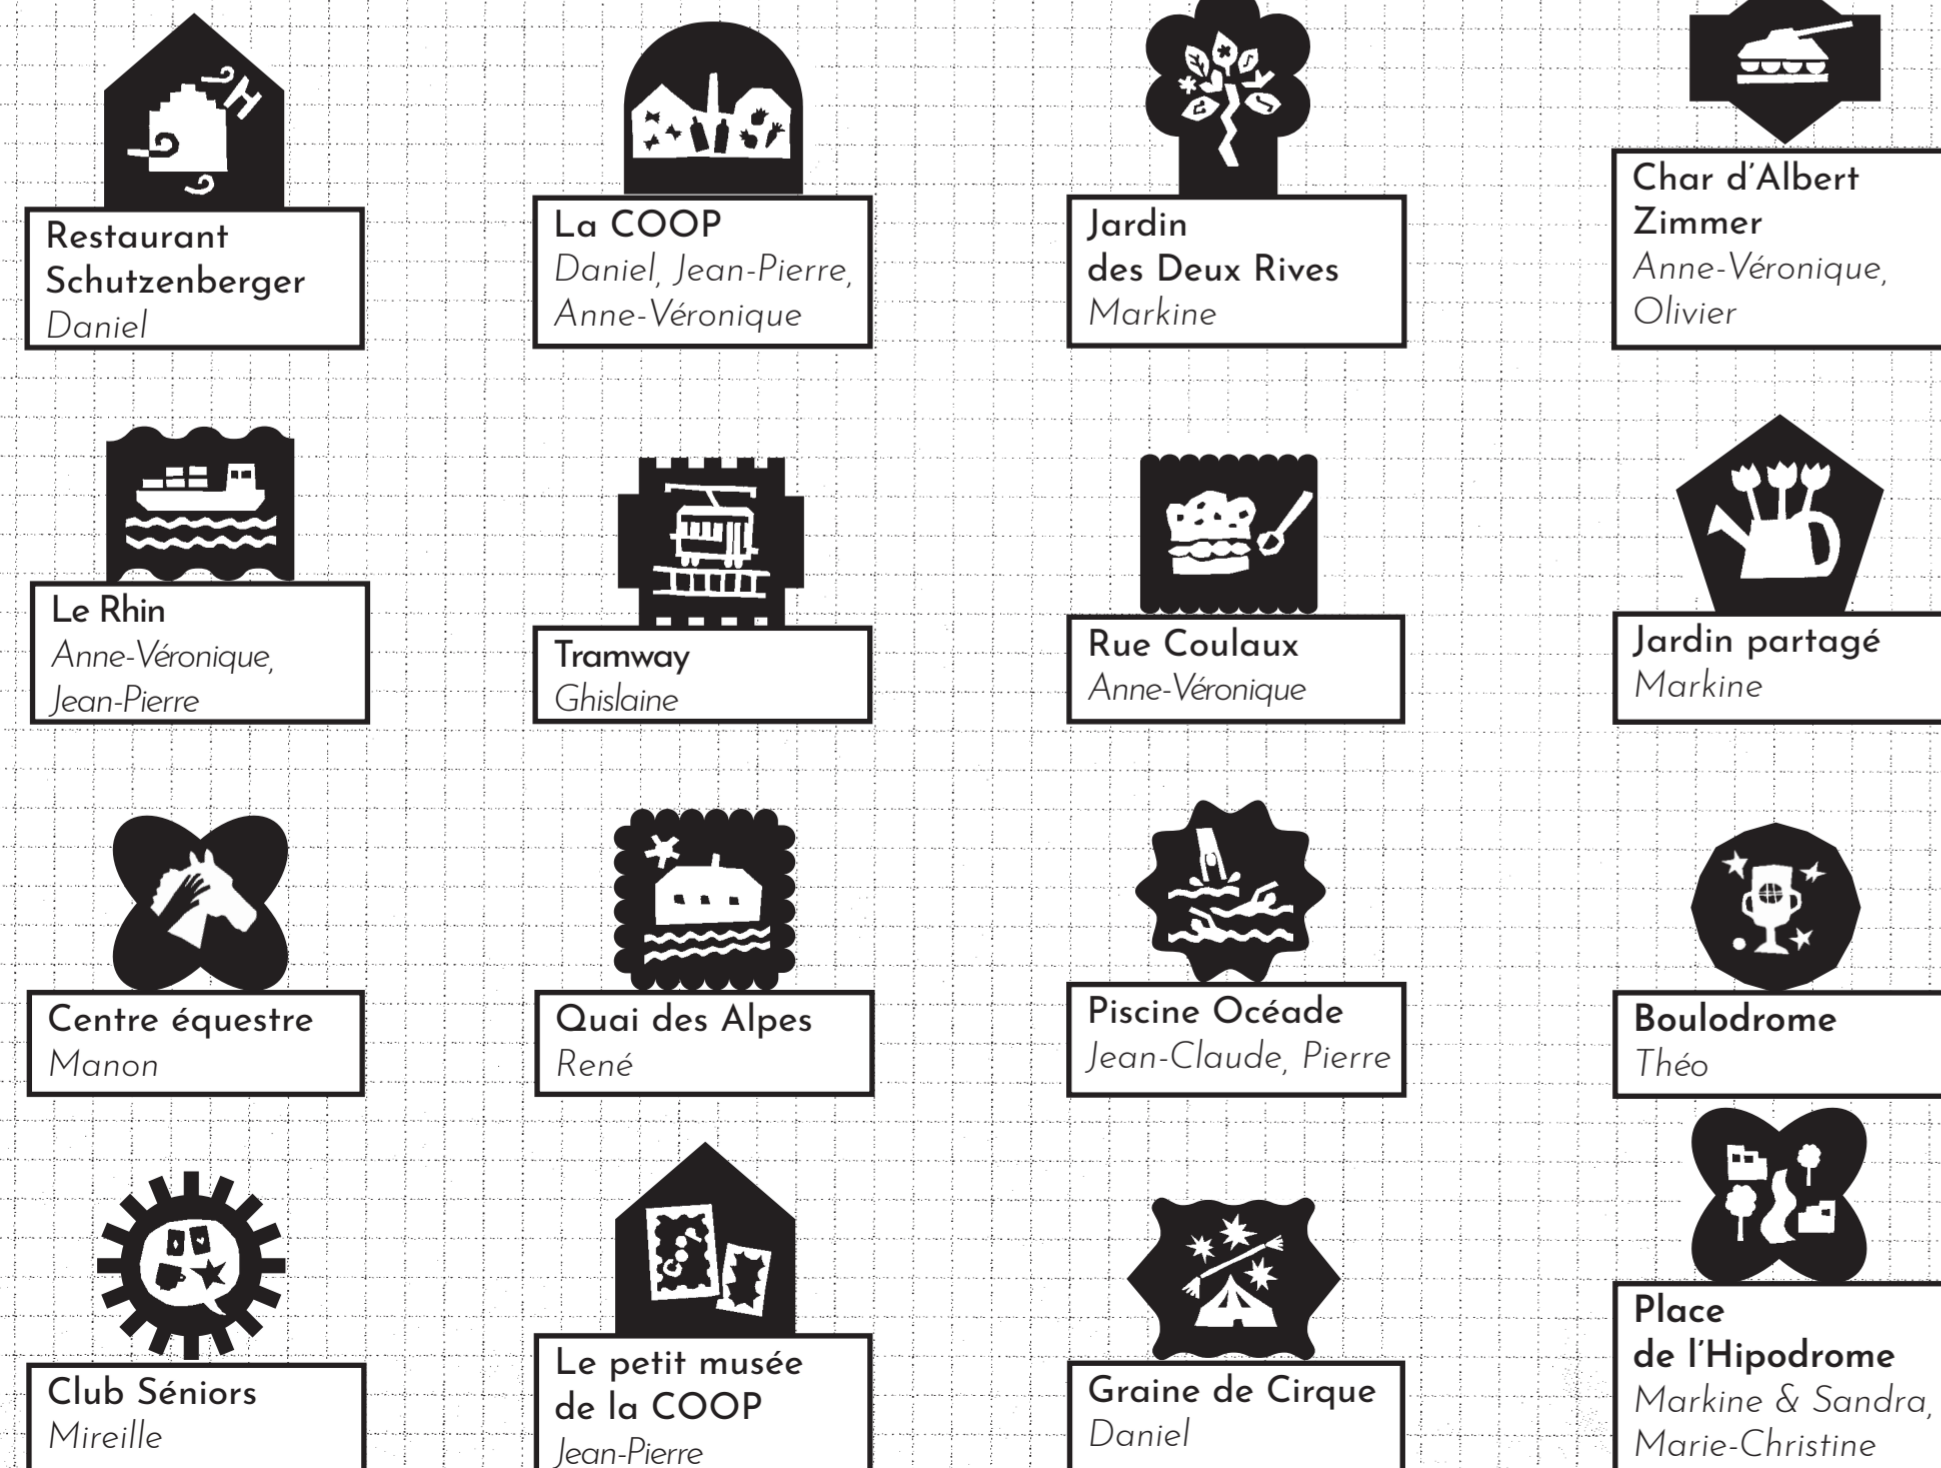 H
Restaurant
Schutzenberger
Daniel
La COOP
Daniel, Jean-Pierre,
Anne-Véronique
Jardin
des Deux Rives
Markine
Char d'Albert
Zimmer
Anne-Véronique,
Olivier
Le Rhin
Anne-Véronique,
Jean-Pierre
Tramway
Ghislaine
Rue Coulaux
Anne-Véronique
Jardin partagé
Markine
Centre équestre
Manon
Quai des Alpes
René
Piscine Océade
Jean-Claude, Pierre
Boulodrome
Théo
Club Séniors
Mireille
COOP
Le petit musée
de la COOP
Jean-Pierre
Graine de Cirque
Daniel
Place
de l'Hipodrome
Markine & Sandra,
Marie-Christine